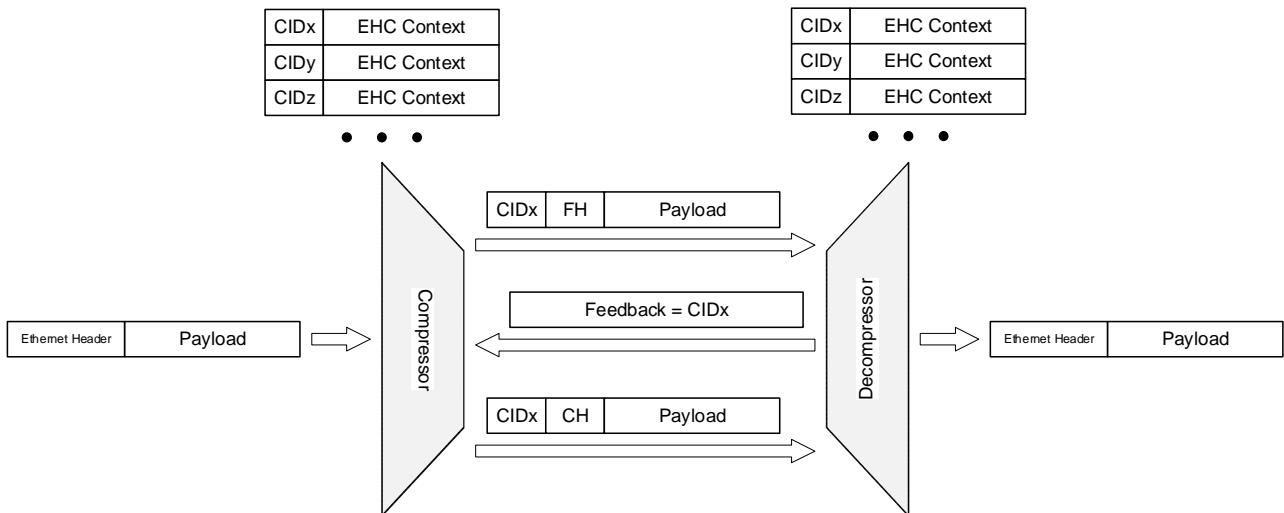 CIDx EHC Context
CIDy EHC Context
CIDz EHC Context
CIDx EHC Context
CIDy EHC Context
CIDz EHC Context
CIDx FH Payload
Compressor
Feedback = CIDx
Decompressor
Ethernet Header Payload
Ethernet Header Payload
CIDx CH Payload